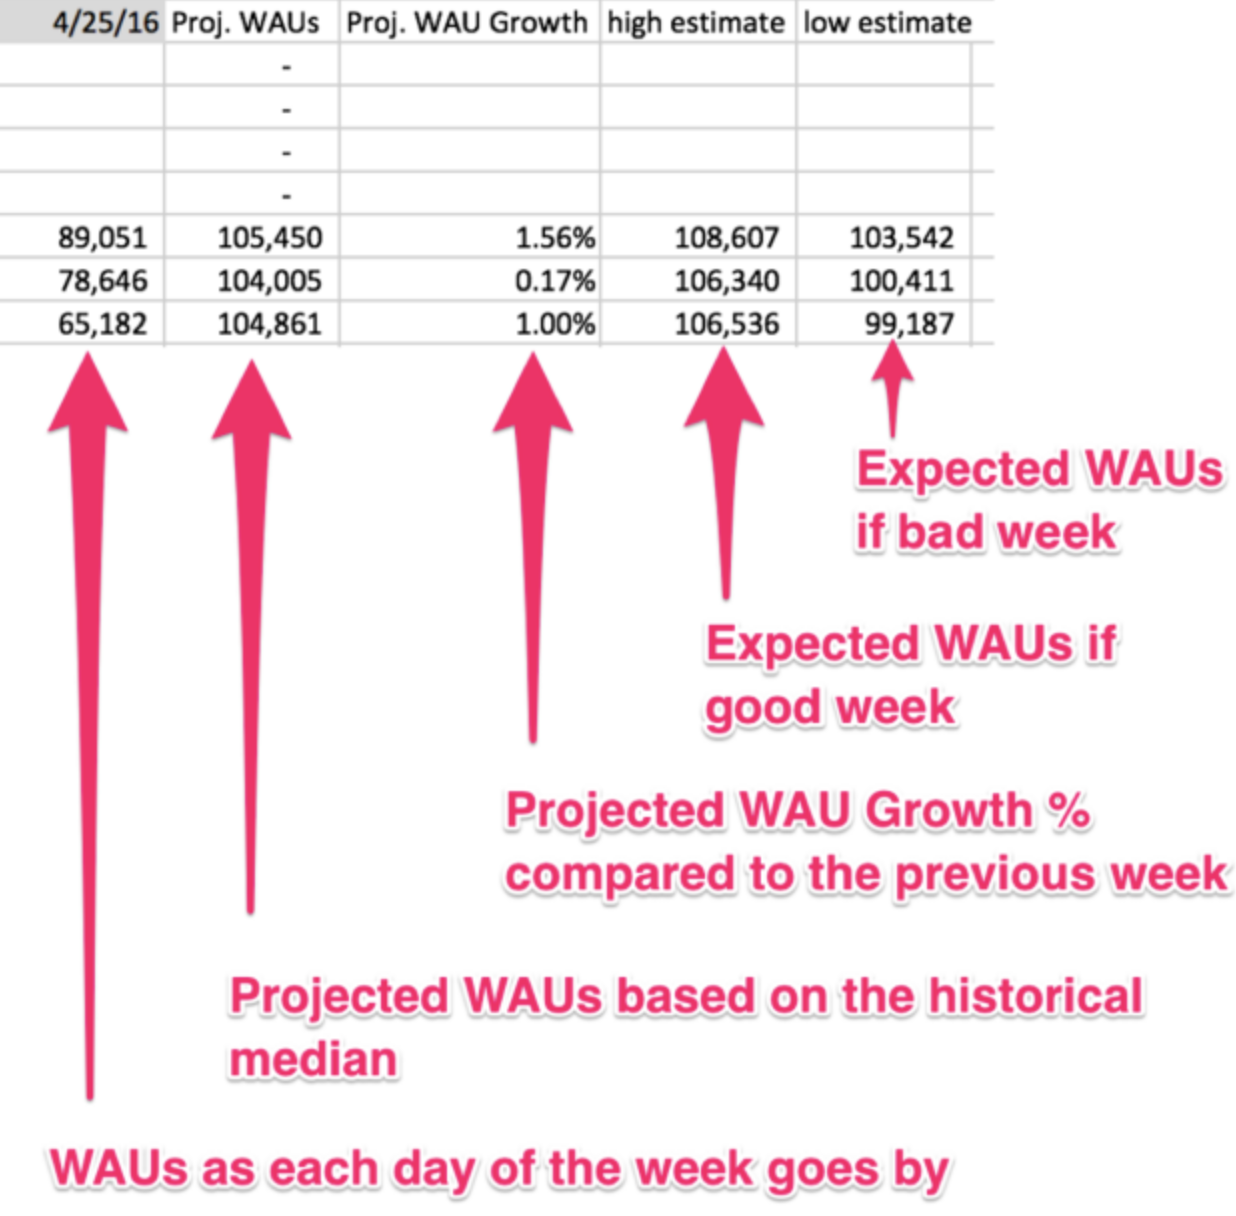 4/25/16 Proj. WAUs Proj. WAU Growth high estimate low estimate
-
-
-
-
89,051 105,450 1.56% 108,607 103,542
78,646 104,005 0.17% 106,340 100,411
65,182 104,861 1.00% 106,536 99,187
Expected WAUs
if bad week
Expected WAUs if
good week
Projected WAU Growth %
compared to the previous week
Projected WAUs based on the historical
median
WAUs as each day of the week goes by